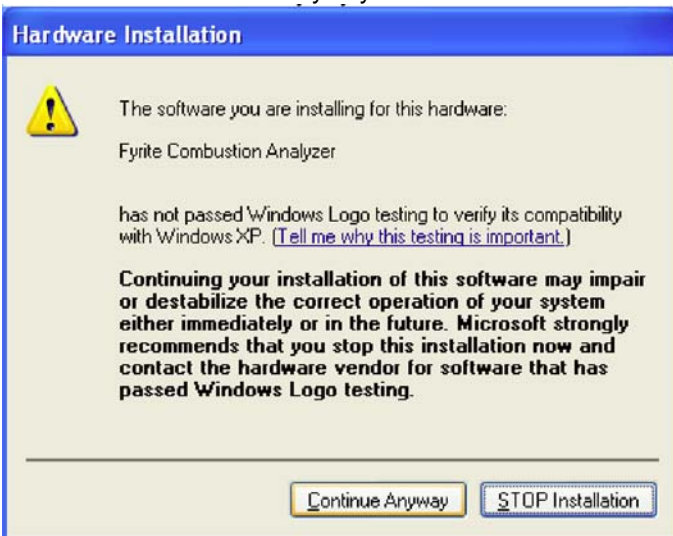 Hardware Installation
The software you are installing for this hardware:
Fyrite Combustion Analyzer
has not passed Windows Logo testing to verify its compatibility
with Windows XP. (Tell me why this testing is important.)
Continuing your installation of this software may impair
or destabilize the correct operation of your system
either immediately or in the future. Microsoft strongly
recommends that you stop this installation now and
contact the hardware vendor for software that has
passed Windows Logo testing.
Continue Anyway
STOP Installation